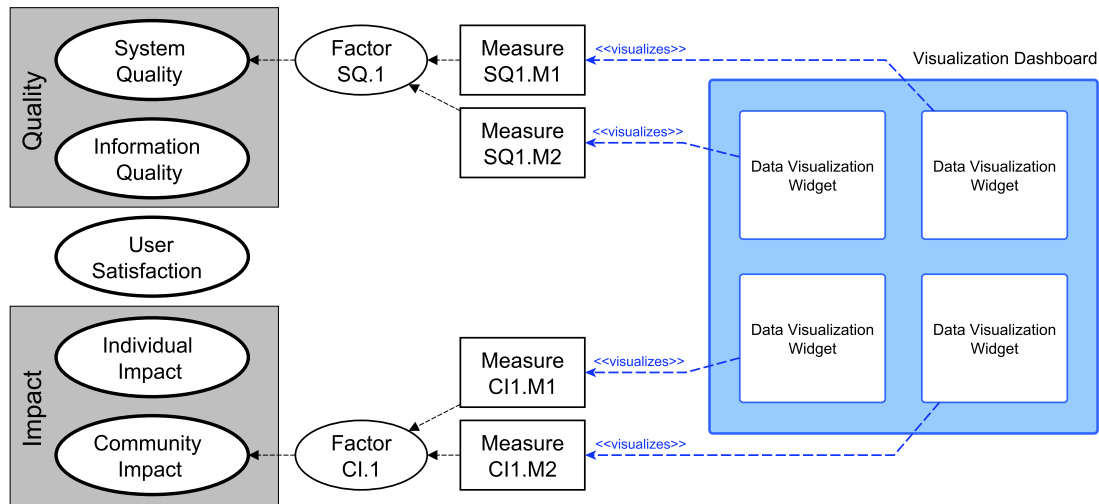 Quality
System
Quality
Information
Quality
User
Satisfaction
Impact
Individual
Impact
Community
Impact
Factor
SQ.1
Measure
SQ1.M1
Measure
SQ1.M2
Factor
CI.1
Measure
CI1.M1
Measure
CI1.M2
<<visualizes>>
<<visualizes>>
<<visualizes>>
<<visualizes>>
Visualization Dashboard
Data Visualization
Widget
Data Visualization
Widget
Data Visualization
Widget
Data Visualization
Widget